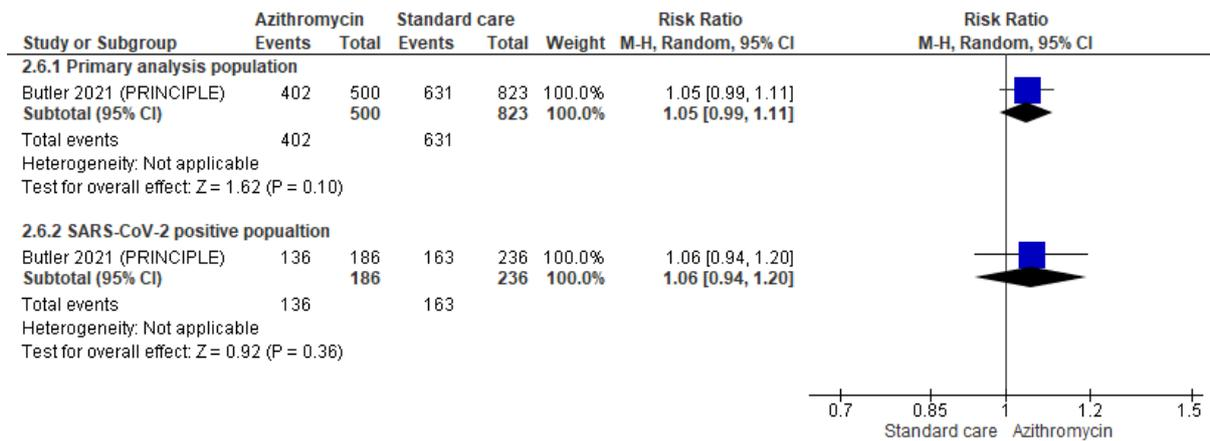 Azithromycin Standard care Risk Ratio Risk Ratio
Study or Subgroup Events Total Events Total Weight M-H, Random, 95% CI M-H, Random, 95% CI
2.6.1 Primary analysis population
Butler 2021 (PRINCIPLE) 402 500 631 823 100.0% 1.05 [0.99, 1.11]
Subtotal (95% CI) 500 823 100.0% 1.05 [0.99, 1.11]
Total events 402 631
Heterogeneity: Not applicable
Test for overall effect: Z = 1.62 (P = 0.10)
2.6.2 SARS-CoV-2 positive popualtion
Butler 2021 (PRINCIPLE) 136 186 163 236 100.0% 1.06 [0.94, 1.20]
Subtotal (95% CI) 186 236 100.0% 1.06 [0.94, 1.20]
Total events 136 163
Heterogeneity: Not applicable
Test for overall effect: Z = 0.92 (P = 0.36)
0.7 0.85 1 1.2 1.5
Standard care Azithromycin